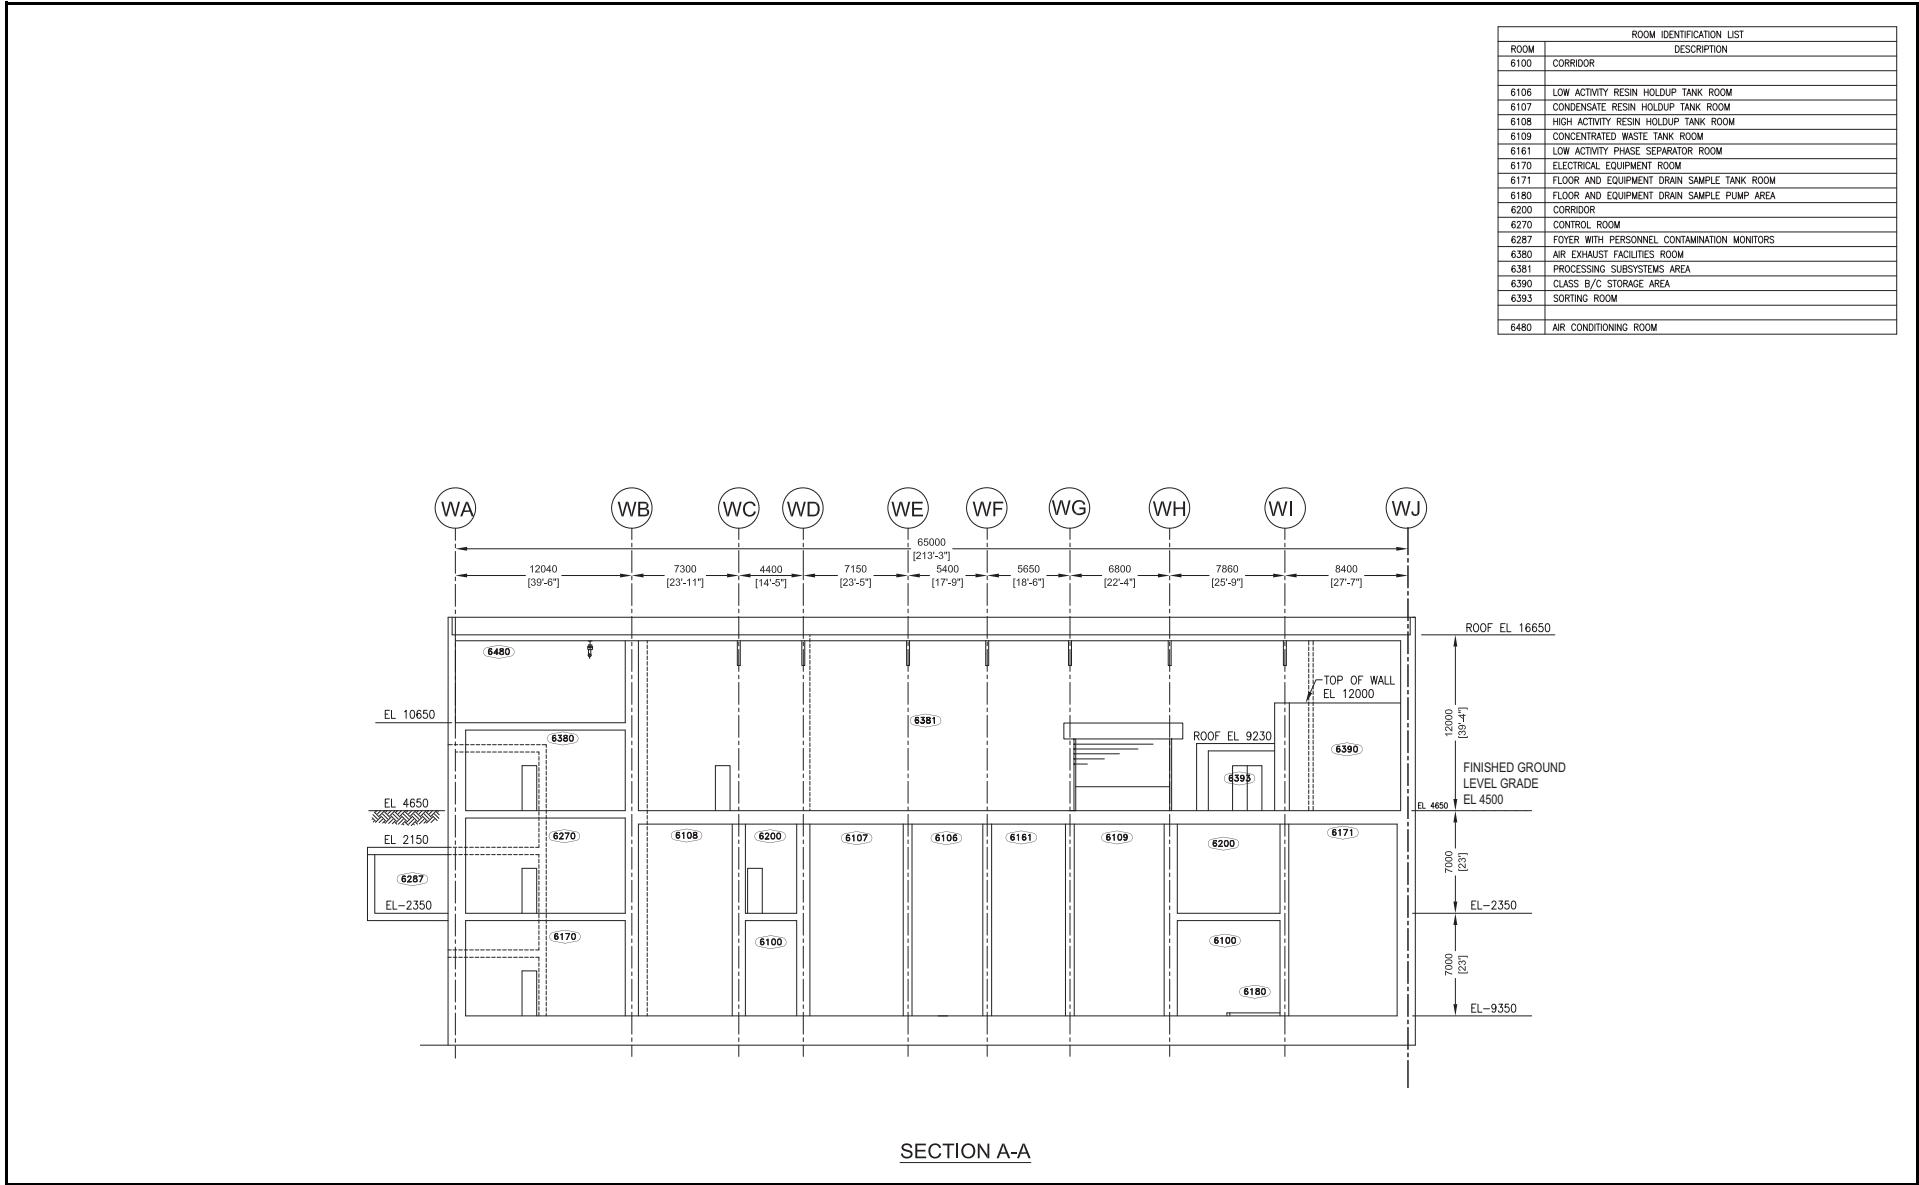 ROOM IDENTIFICATION LIST
ROOM DESCRIPTION
6100 CORRIDOR
6106 LOW ACTIVITY RESIN HOLDUP TANK ROOM
6107 CONDENSATE RESIN HOLDUP TANK ROOM
6108 HIGH ACTIVITY RESIN HOLDUP TANK ROOM
6109 CONCENTRATED WASTE TANK ROOM
6161 LOW ACTIVITY PHASE SEPARATOR ROOM
6170 ELECTRICAL EQUIPMENT ROOM
6171 FLOOR AND EQUIPMENT DRAIN SAMPLE TANK ROOM
6180 FLOOR AND EQUIPMENT DRAIN SAMPLE PUMP AREA
6200 CORRIDOR
6270 CONTROL ROOM
6287 FOYER WITH PERSONNEL CONTAMINATION MONITORS
6380 AIR EXHAUST FACILITIES ROOM
6381 PROCESSING SUBSYSTEMS AREA
6390 CLASS B/C STORAGE AREA
6393 SORTING ROOM
6480 AIR CONDITIONING ROOM
WA WB WC WD WE WF WG WH WI WJ
65000
[213'-3"]
12040 7300 4400 7150 5400 5650 6800 7860 8400
[39'-6"] [23'-11"] [14'-5"] [23'-5"] [17'-9"] [18'-6"] [22'-4"] [25'-9"] [27'-7"]
ROOF EL 16650
6480
TOP OF WALL
EL 12000
EL 10650
6381
12000
[39'-4"]
6380
ROOF EL 9230
6390
FINISHED GROUND
LEVEL GRADE
EL 4500
6393
EL 4650
EL 4650
6270
6108
6200
6107
6106
6161
6109
6200
6171
EL 2150
7000
[23']
6287
EL-2350
EL-2350
6170
6100
6100
7000
[23']
6180
EL-9350
SECTION A-A